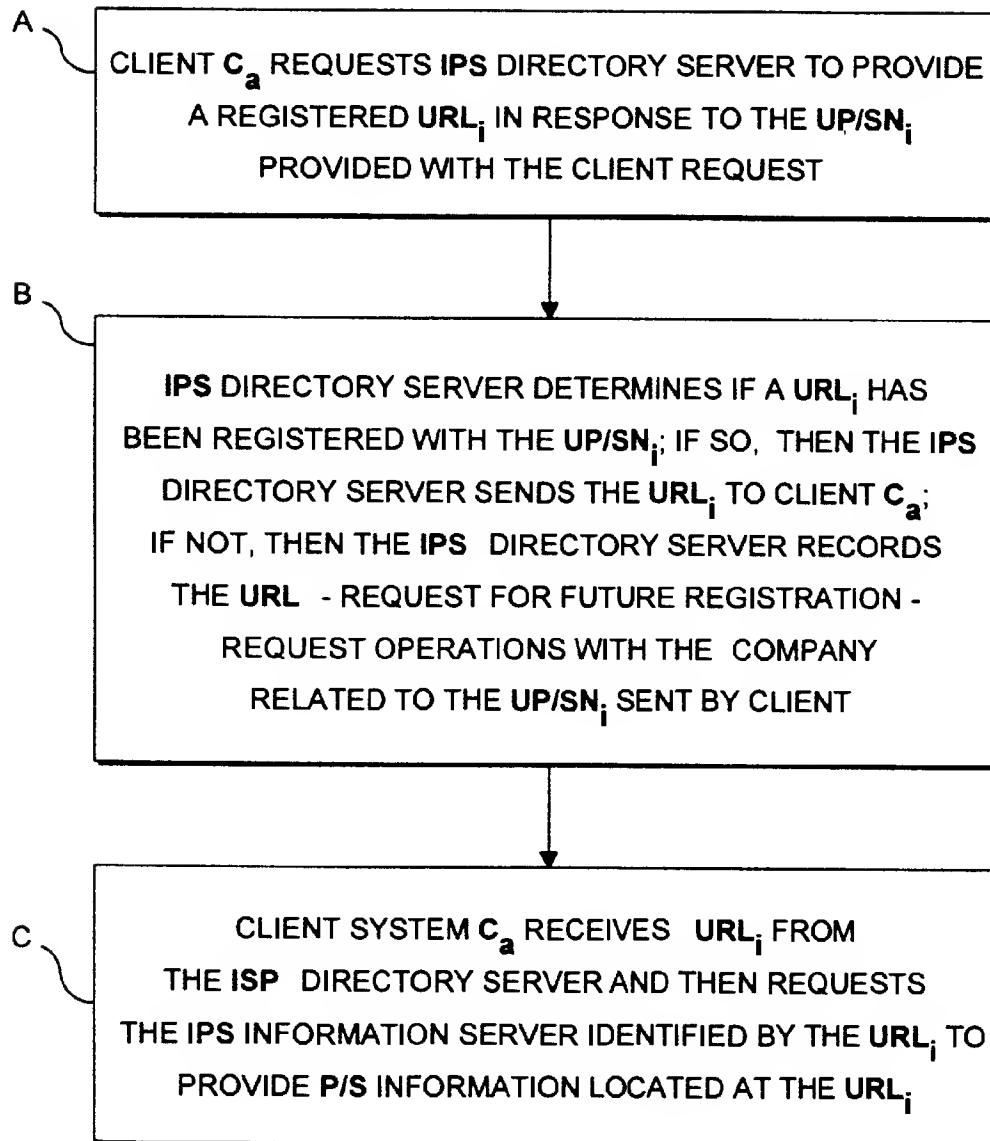 A
CLIENT Ca REQUESTS IPS DIRECTORY SERVER TO PROVIDE
A REGISTERED URLi IN RESPONSE TO THE UP/SNi
PROVIDED WITH THE CLIENT REQUEST
B
IPS DIRECTORY SERVER DETERMINES IF A URLi HAS
BEEN REGISTERED WITH THE UP/SNi; IF SO, THEN THE IPS
DIRECTORY SERVER SENDS THE URLi TO CLIENT Ca;
IF NOT, THEN THE IPS DIRECTORY SERVER RECORDS
THE URL - REQUEST FOR FUTURE REGISTRATION -
REQUEST OPERATIONS WITH THE COMPANY
RELATED TO THE UP/SNi SENT BY CLIENT
C
CLIENT SYSTEM Ca RECEIVES URLi FROM
THE ISP DIRECTORY SERVER AND THEN REQUESTS
THE IPS INFORMATION SERVER IDENTIFIED BY THE URLi TO
PROVIDE P/S INFORMATION LOCATED AT THE URLi